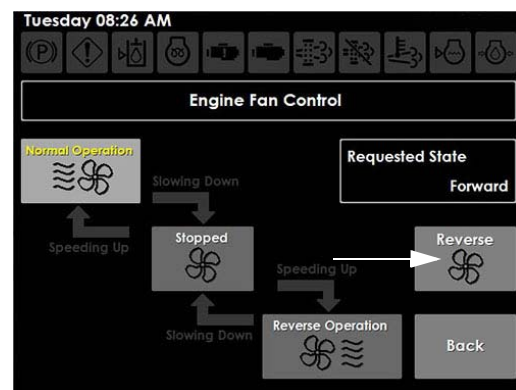 Tuesday 08:26 AM
Engine Fan Control
Normal Operation
Requested State
Forward
Slowing Down
Speeding Up
Stopped
Reverse
Speeding Up
Slowing Down
Reverse Operation
Back